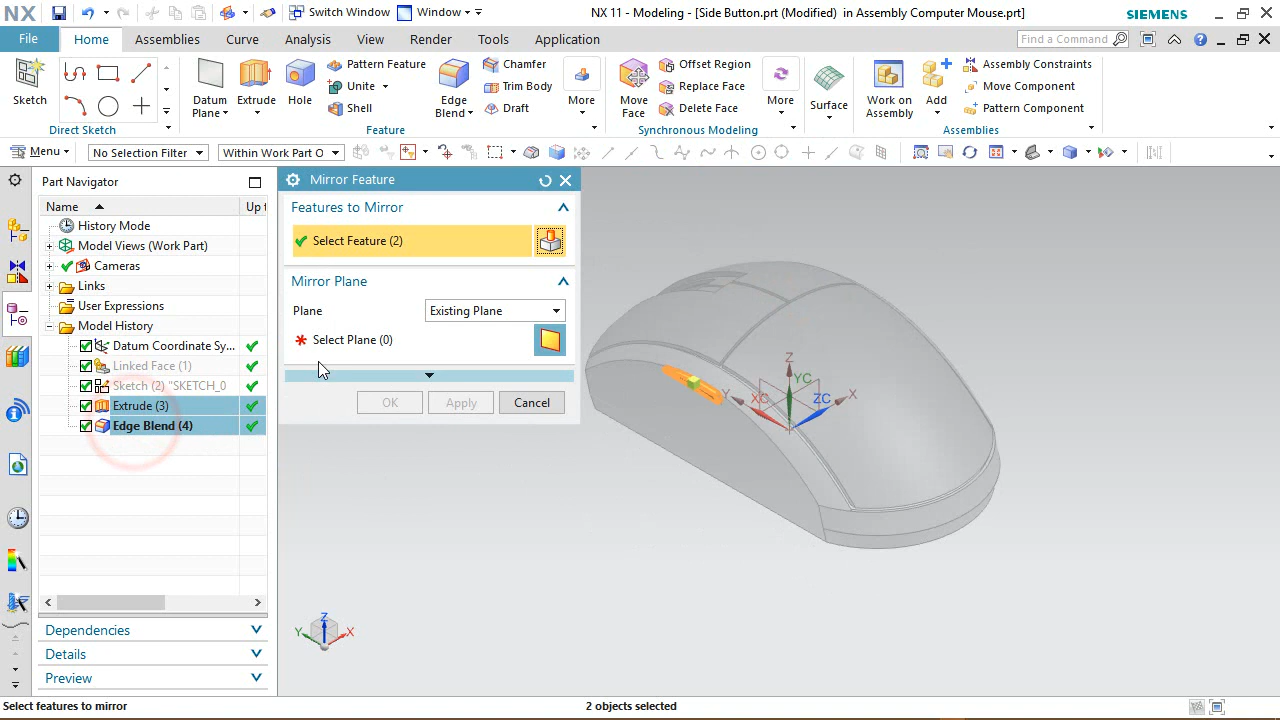 NX Switch Window Window NX 11 - Modeling - [Side Button.prt (Modified) in Assembly Computer Mouse.prt] SIEMENS
File Home Assemblies Curve Analysis View Render Tools Application Find a Command
Sketch
Direct Sketch
Datum Plane
Extrude
Hole
Pattern Feature
Unite
Shell
Edge Blend
Chamfer
Trim Body
Draft
More
Feature
Move Face
Offset Region
Replace Face
Delete Face
More
Synchronous Modeling
Surface
Work on Assembly
Add
Assembly Constraints
Move Component
Pattern Component
Assemblies
Menu No Selection Filter Within Work Part O
Part Navigator
Name Up t
History Mode
Model Views (Work Part)
Cameras
Links
User Expressions
Model History
Datum Coordinate Sy...
Linked Face (1)
Sketch (2) "SKETCH_0
Extrude (3)
Edge Blend (4)
Dependencies
Details
Preview
Mirror Feature
Features to Mirror
Select Feature (2)
Mirror Plane
Plane Existing Plane
Select Plane (0)
OK Apply Cancel
Z
YC
Y XC ZC X
Z
Y X
Select features to mirror 2 objects selected